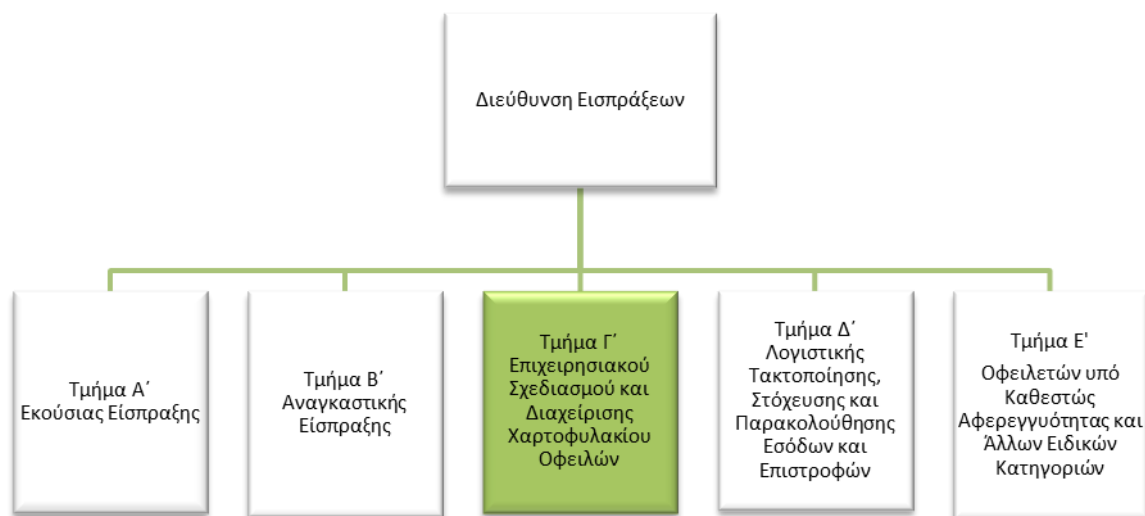 Διεύθυνση Εισπράξεων
Τμήμα Α΄
Εκούσιας Είσπραξης
Τμήμα Β΄
Αναγκαστικής
Είσπραξης
Τμήμα Γ΄
Επιχειρησιακού
Σχεδιασμού και
Διαχείρισης
Χαρτοφυλακίου
Οφειλών
Τμήμα Δ΄
Λογιστικής
Τακτοποίησης,
Στόχευσης και
Παρακολούθησης
Εσόδων και
Επιστροφών
Τμήμα Ε'
Οφειλετών υπό
Καθεστώς
Αφερεγγυότητας και
Άλλων Ειδικών
Κατηγοριών